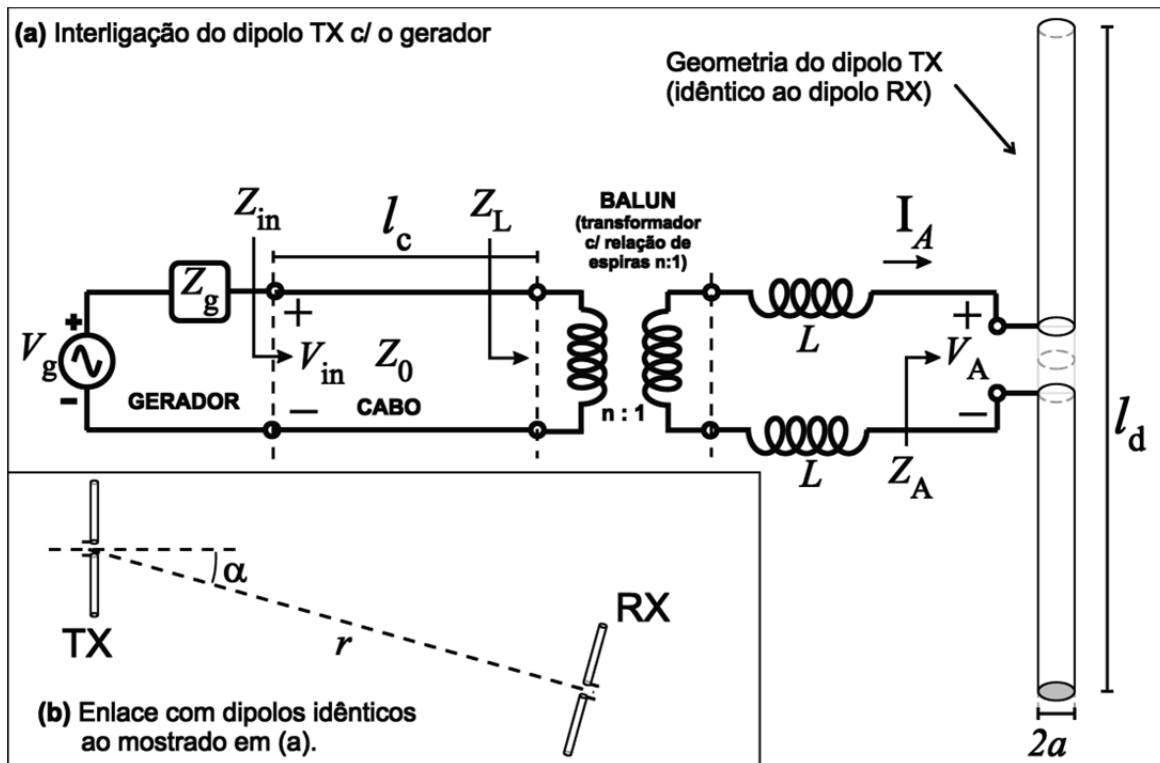 (a) Interligação do dipolo TX c/ o gerador
Geometria do dipolo TX
(idêntico ao dipolo RX)
BALUN
(transformador
c/ relação de
espiras n:1)
Z_in
l_c
Z_L
I_A
Z_g
+
V_g
-
+
V_in
-
Z_0
GERADOR
CABO
n : 1
L
L
+
V_A
-
Z_A
l_d
2a
TX
α
r
RX
(b) Enlace com dipolos idênticos
ao mostrado em (a).